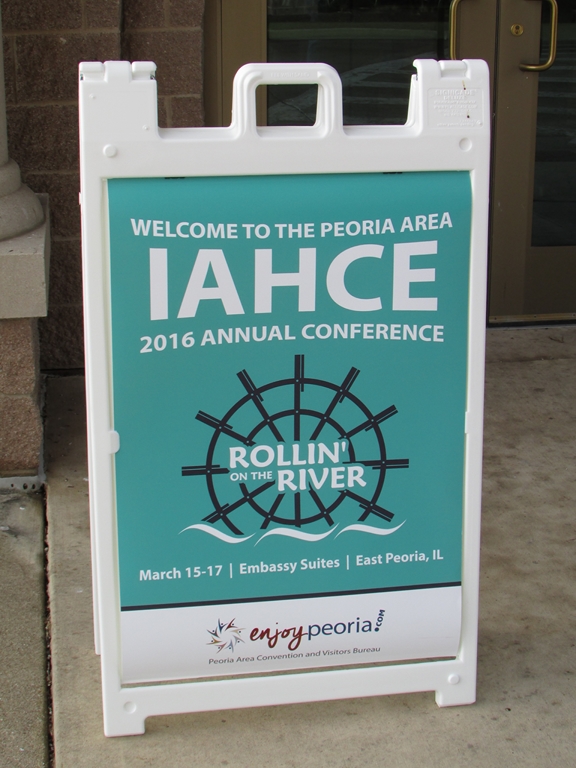 WELCOME TO THE PEORIA AREA
IAHCE
2016 ANNUAL CONFERENCE
ROLLIN'
ON THE RIVER
March 15-17 | Embassy Suites | East Peoria, IL
enjoypeoria!com
Peoria Area Convention and Visitors Bureau